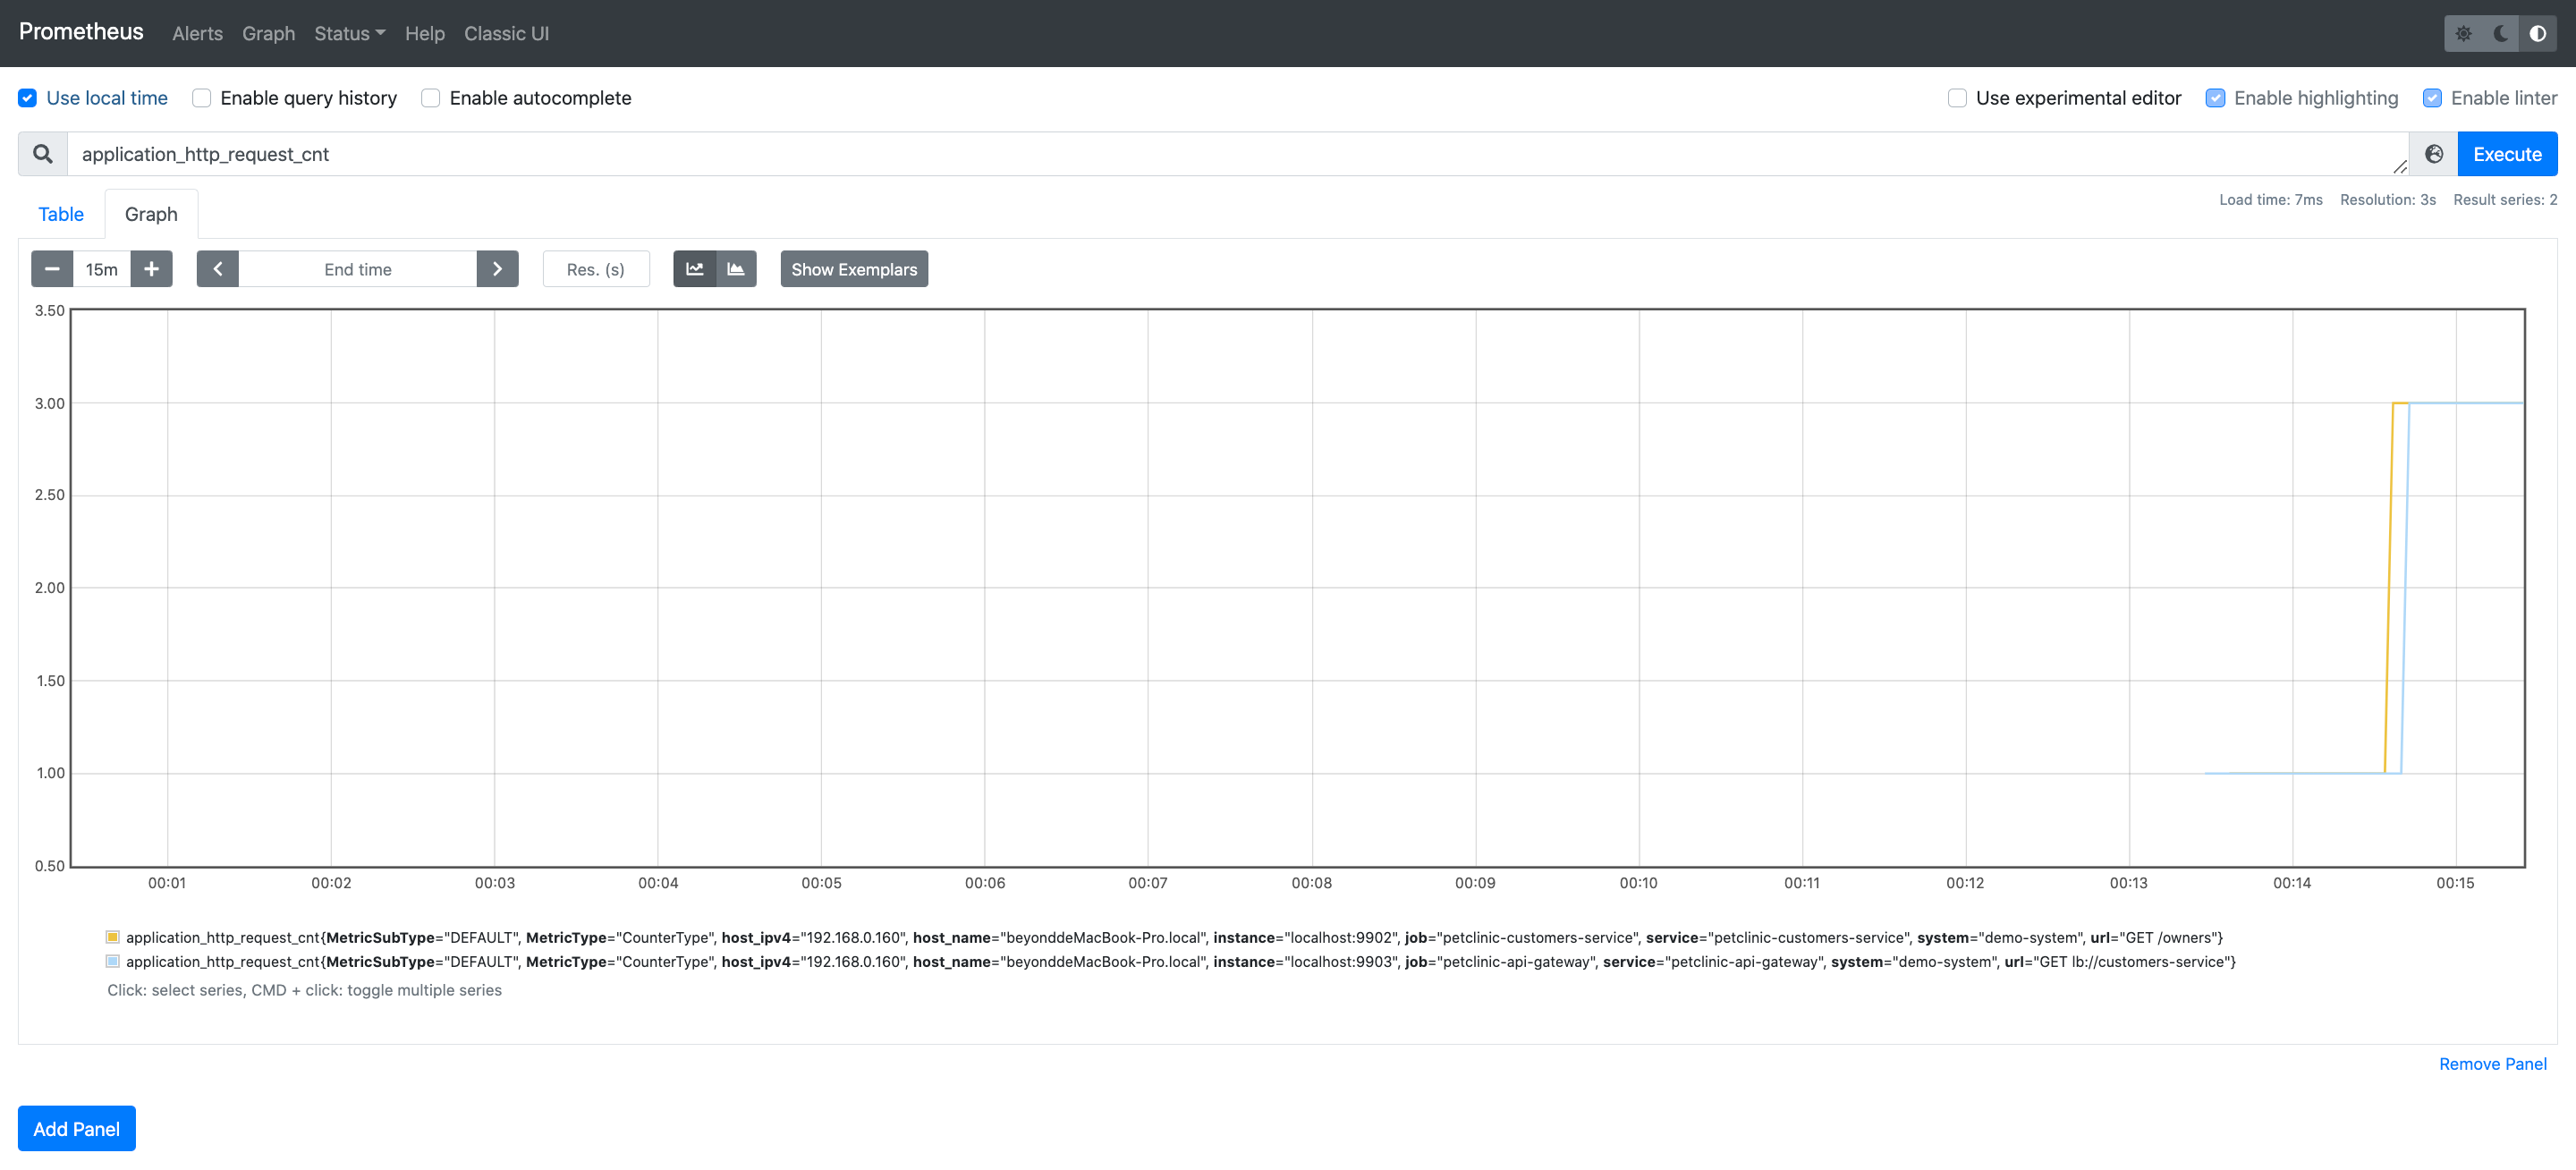 Prometheus Alerts Graph Status Help Classic UI
Use local time Enable query history Enable autocomplete Use experimental editor Enable highlighting Enable linter
application_http_request_cnt Execute
Table Graph Load time: 7ms Resolution: 3s Result series: 2
15m End time Res. (s) Show Exemplars
3.50
3.00
2.50
2.00
1.50
1.00
0.50
00:01 00:02 00:03 00:04 00:05 00:06 00:07 00:08 00:09 00:10 00:11 00:12 00:13 00:14 00:15
application_http_request_cnt{MetricSubType="DEFAULT", MetricType="CounterType", host_ipv4="192.168.0.160", host_name="beyonddeMacBook-Pro.local", instance="localhost:9902", job="petclinic-customers-service", service="petclinic-customers-service", system="demo-system", url="GET /owners"}
application_http_request_cnt{MetricSubType="DEFAULT", MetricType="CounterType", host_ipv4="192.168.0.160", host_name="beyonddeMacBook-Pro.local", instance="localhost:9903", job="petclinic-api-gateway", service="petclinic-api-gateway", system="demo-system", url="GET lb://customers-service"}
Click: select series, CMD + click: toggle multiple series
Remove Panel
Add Panel